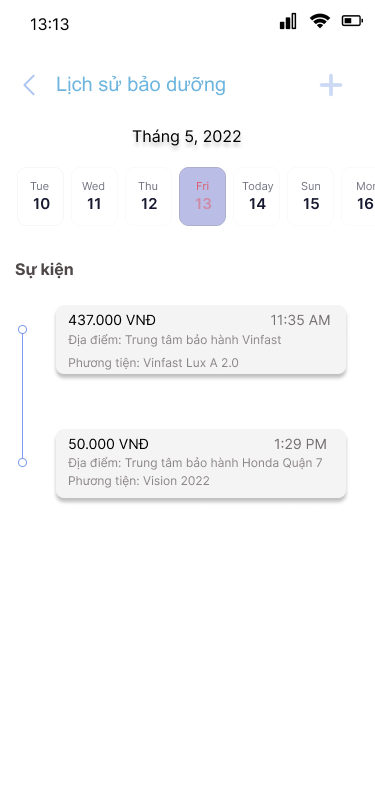 13:13
Lịch sử bảo dưỡng
Tháng 5, 2022
Tue Wed Thu Fri Today Sun Mon
10 11 12 13 14 15 16
Sự kiện
437.000 VNĐ 11:35 AM
Địa điểm: Trung tâm bảo hành Vinfast
Phương tiện: Vinfast Lux A 2.0
50.000 VNĐ 1:29 PM
Địa điểm: Trung tâm bảo hành Honda Quận 7
Phương tiện: Vision 2022